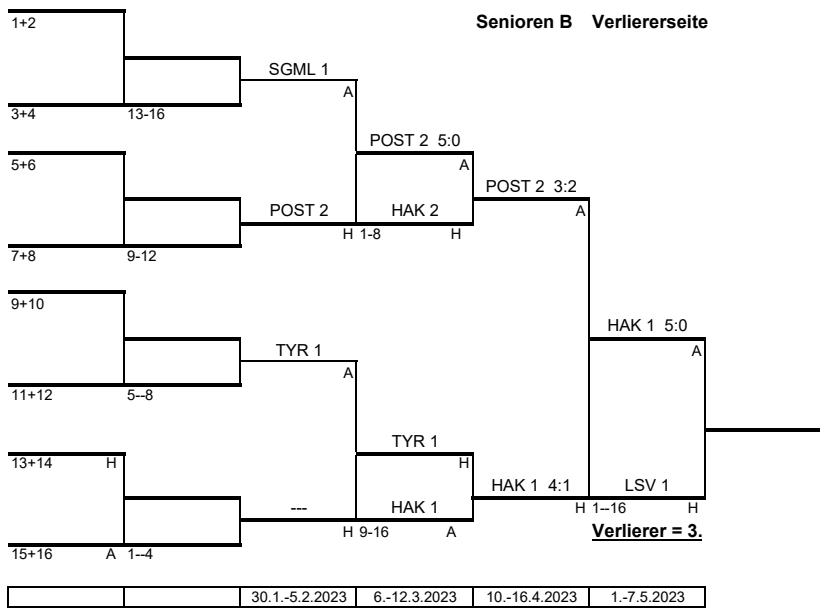 Senioren B Verliererseite
1+2
SGML 1
A
3+4 13-16
POST 2 5:0
5+6 A
POST 2 3:2
POST 2 HAK 2 A
H 1-8 H
7+8 9-12
9+10
HAK 1 5:0
TYR 1 A
A
11+12 5--8
TYR 1
13+14 H H
HAK 1 4:1 LSV 1
--- HAK 1 H 1--16 H
H 9-16 A Verlierer = 3.
15+16 A 1--4
30.1.-5.2.2023 6.-12.3.2023 10.-16.4.2023 1.-7.5.2023